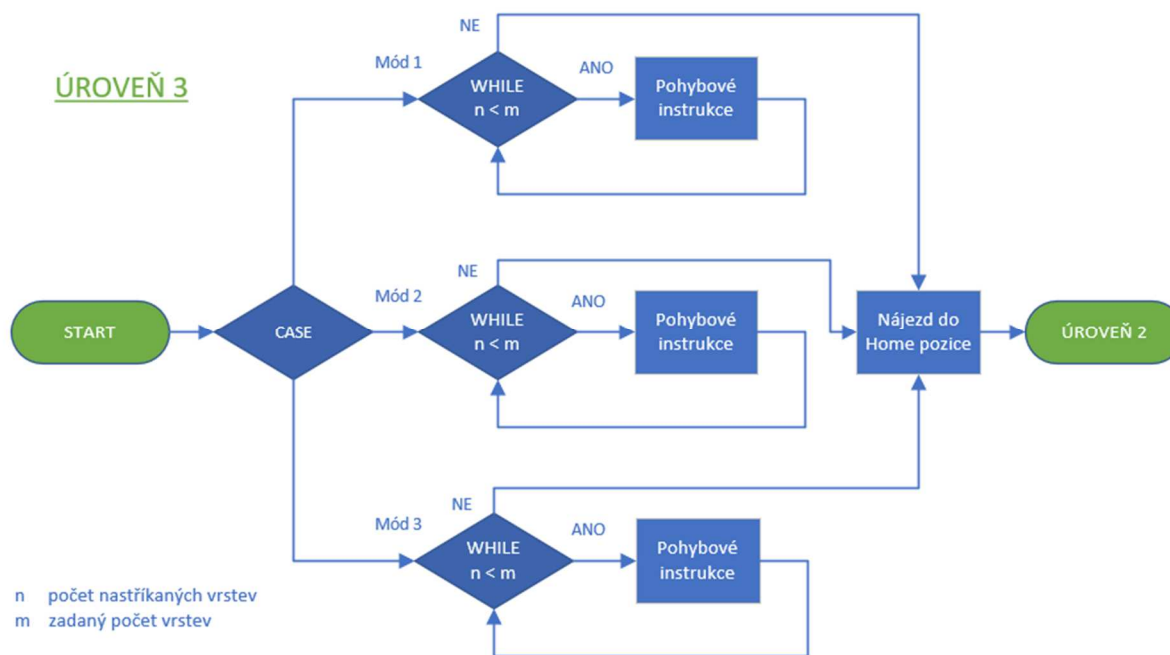 ÚROVEŇ 3
NE
Mód 1
WHILE
n < m
ANO
Pohybové
instrukce
START
CASE
NE
Mód 2
WHILE
n < m
ANO
Pohybové
instrukce
Nájezd do
Home pozice
ÚROVEŇ 2
NE
Mód 3
WHILE
n < m
ANO
Pohybové
instrukce
n počet nastříkaných vrstev
m zadaný počet vrstev